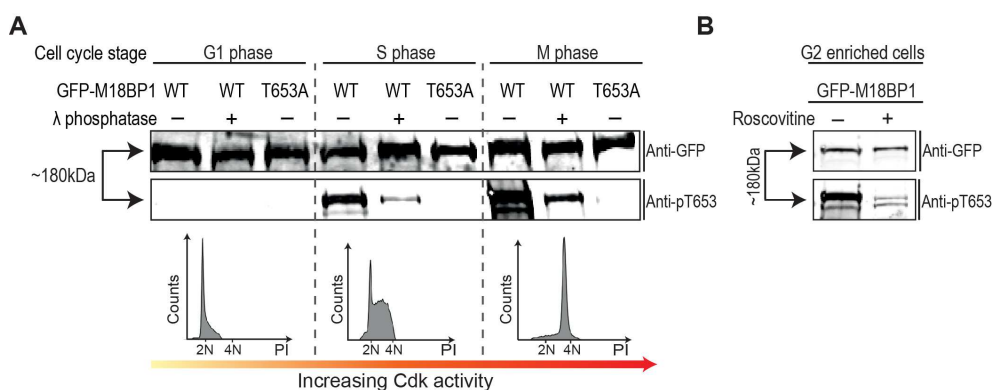 A
Cell cycle stage G1 phase S phase M phase
GFP-M18BP1 WT WT T653A WT WT T653A WT WT T653A
λ phosphatase – + – – + – – + –
~180kDa
Anti-GFP
Anti-pT653
Counts
2N 4N PI
Counts
2N 4N PI
Counts
2N 4N PI
Increasing Cdk activity
B
G2 enriched cells
GFP-M18BP1
Roscovitine – +
~180kDa
Anti-GFP
Anti-pT653